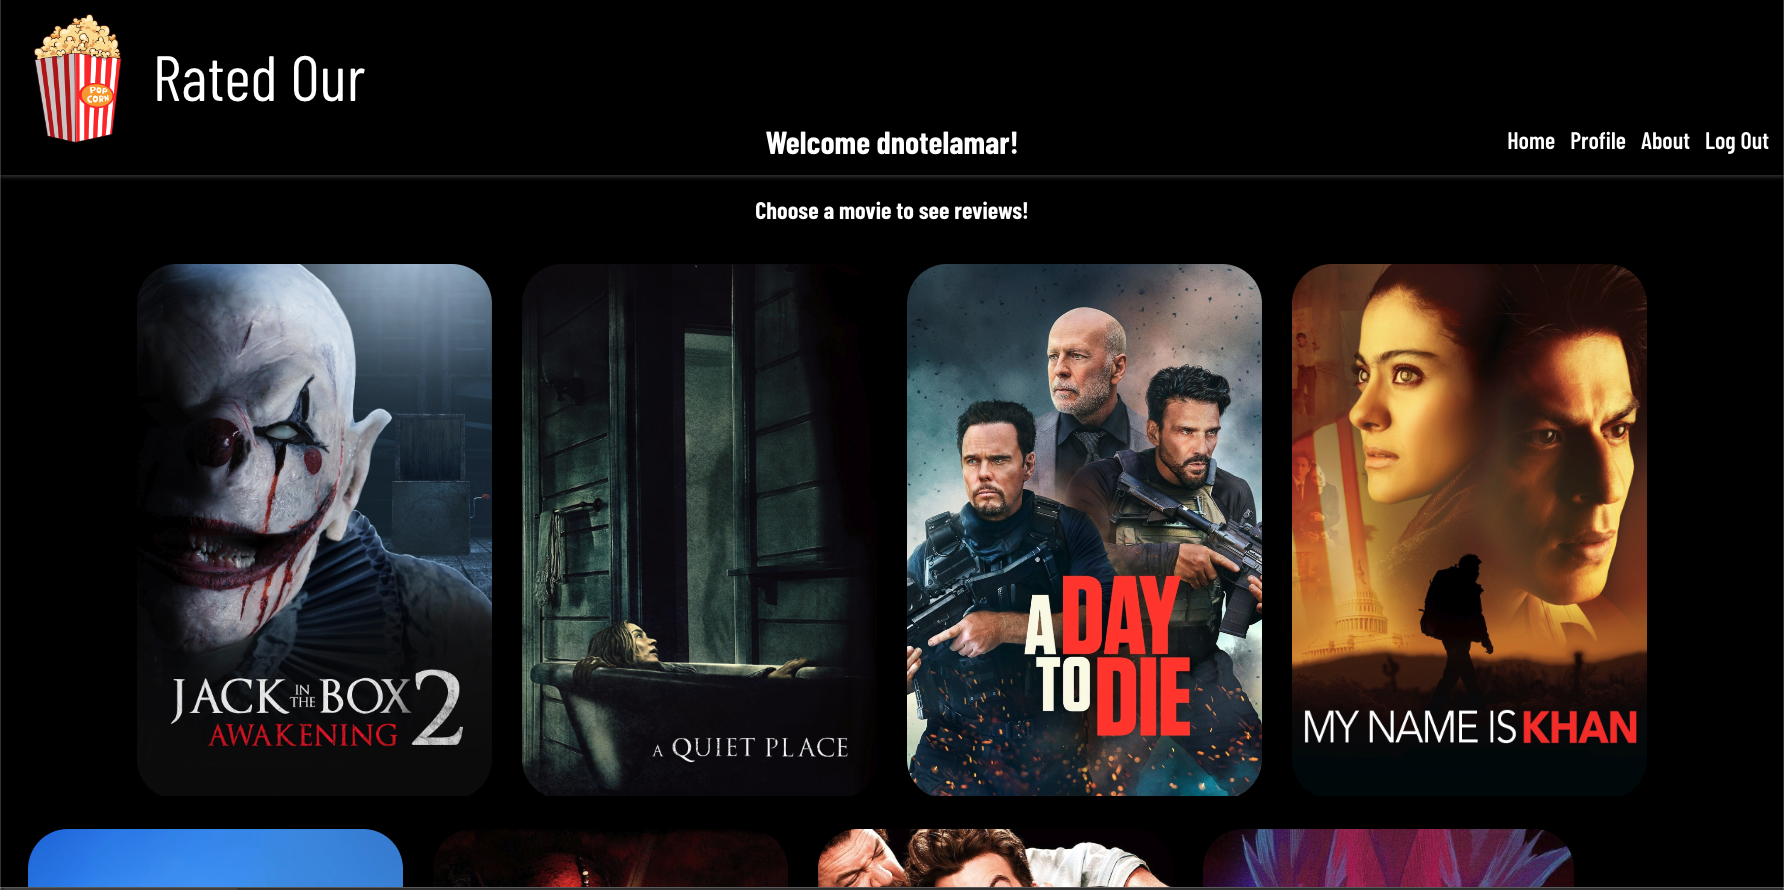 POP
CORN
Rated Our
Welcome dnotelamar!
Home Profile About Log Out
Choose a movie to see reviews!
JACK IN THE BOX 2
AWAKENING
A QUIET PLACE
A DAY
TO DIE
MY NAME IS KHAN